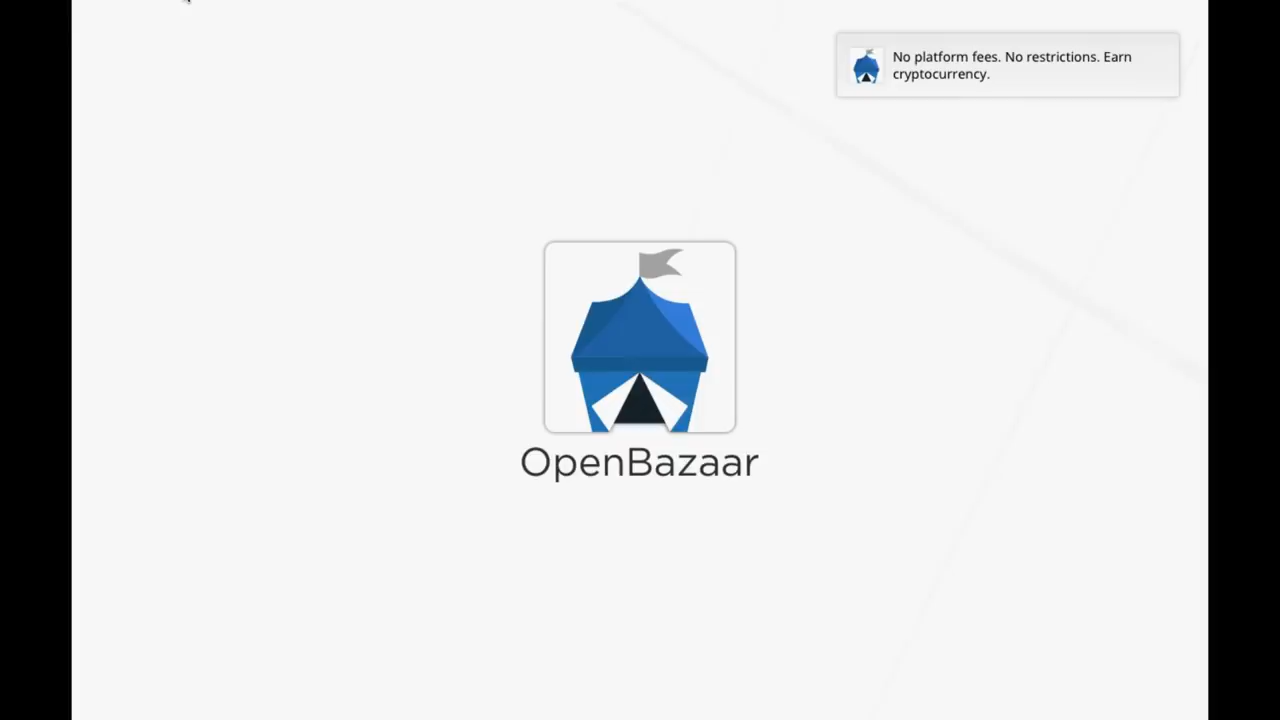 No platform fees. No restrictions. Earn
cryptocurrency.
OpenBazaar